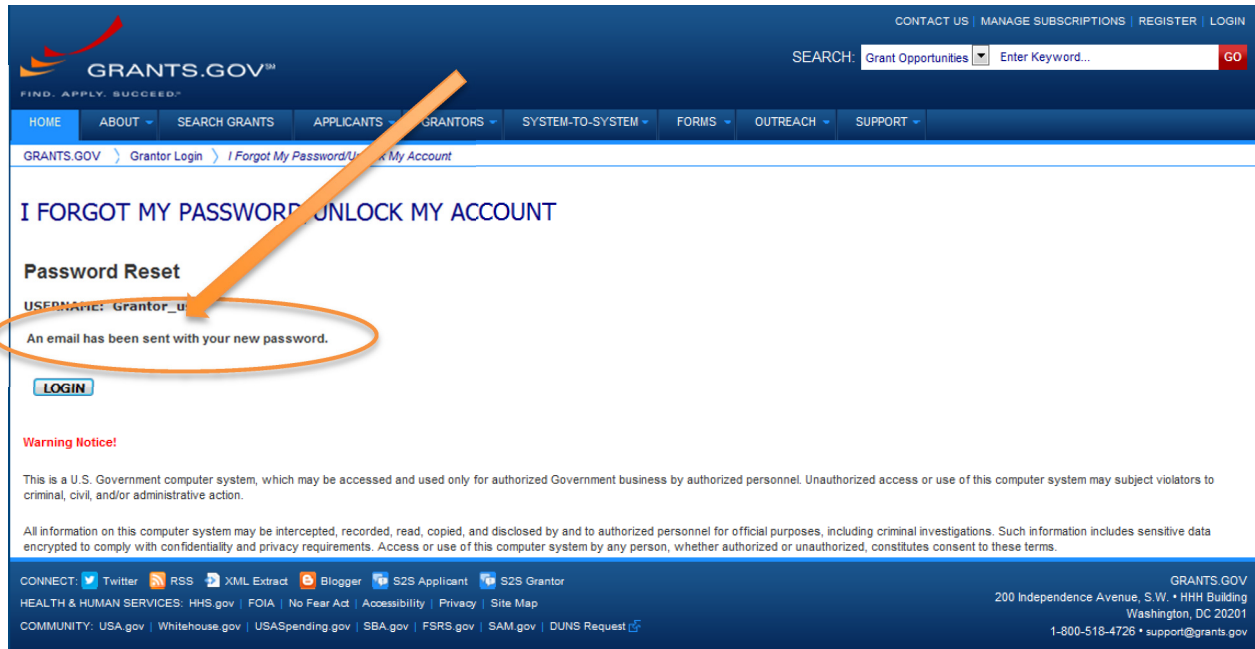 CONTACT US | MANAGE SUBSCRIPTIONS | REGISTER | LOGIN
SEARCH: Grant Opportunities Enter Keyword... GO
GRANTS.GOV℠
FIND. APPLY. SUCCEED.℠
HOME ABOUT SEARCH GRANTS APPLICANTS GRANTORS SYSTEM-TO-SYSTEM FORMS OUTREACH SUPPORT
GRANTS.GOV 〉 Grantor Login 〉 I Forgot My Password/Unlock My Account
I FORGOT MY PASSWORD/UNLOCK MY ACCOUNT
Password Reset
USERNAME: Grantor_
An email has been sent with your new password.
LOGIN
Warning Notice!
This is a U.S. Government computer system, which may be accessed and used only for authorized Government business by authorized personnel. Unauthorized access or use of this computer system may subject violators to
criminal, civil, and/or administrative action.
All information on this computer system may be intercepted, recorded, read, copied, and disclosed by and to authorized personnel for official purposes, including criminal investigations. Such information includes sensitive data
encrypted to comply with confidentiality and privacy requirements. Access or use of this computer system by any person, whether authorized or unauthorized, constitutes consent to these terms.
CONNECT: Twitter RSS XML Extract Blogger S2S Applicant S2S Grantor
HEALTH & HUMAN SERVICES: HHS.gov | FOIA | No Fear Act | Accessibility | Privacy | Site Map
COMMUNITY: USA.gov | Whitehouse.gov | USASpending.gov | SBA.gov | FSRS.gov | SAM.gov | DUNS Request
GRANTS.GOV
200 Independence Avenue, S.W. • HHH Building
Washington, DC 20201
1-800-518-4726 • support@grants.gov